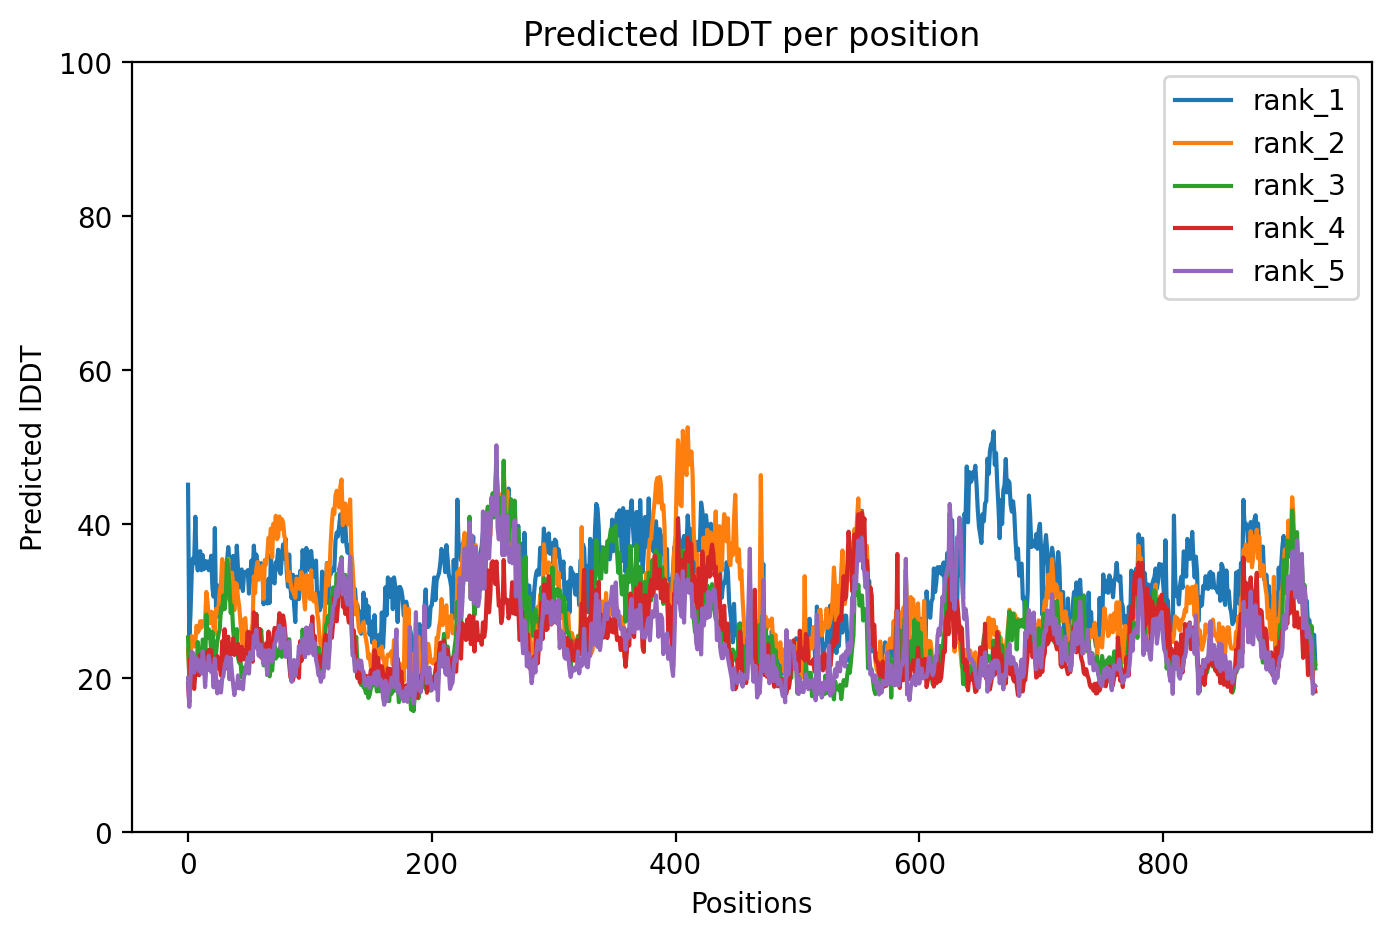 Predicted lDDT per position
100
80
60
40
20
0
Predicted lDDT
0 200 400 600 800
Positions
rank_1
rank_2
rank_3
rank_4
rank_5